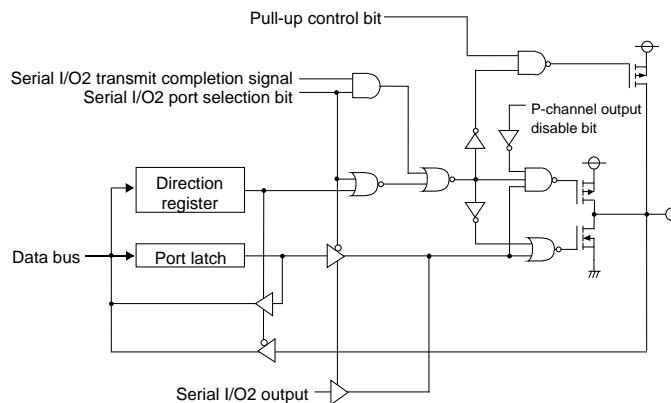 Pull-up control bit
Serial I/O2 transmit completion signal
Serial I/O2 port selection bit
P-channel output
disable bit
Direction
register
Data bus
Port latch
Serial I/O2 output